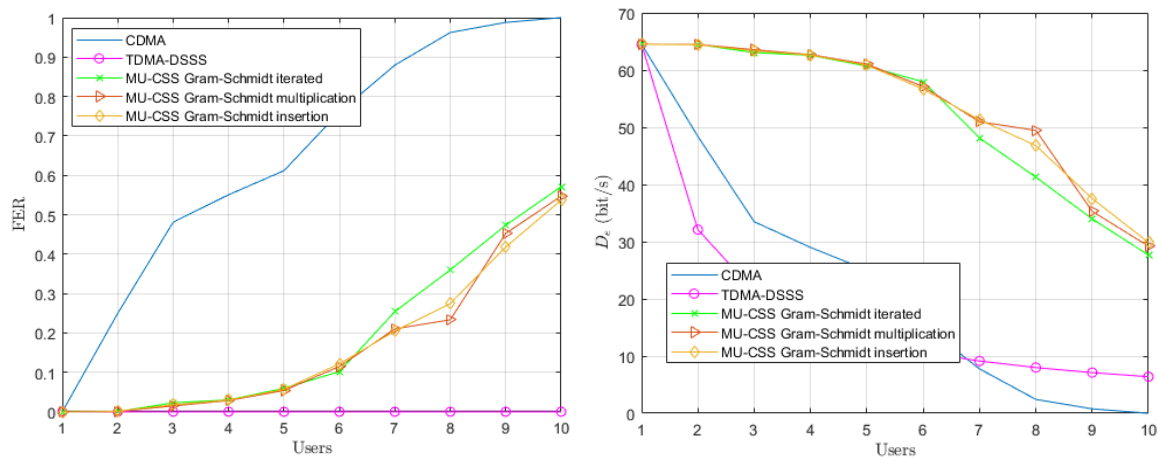 1
0.9
0.8
0.7
0.6
0.5
0.4
0.3
0.2
0.1
0
FER
CDMA
TDMA-DSSS
MU-CSS Gram-Schmidt iterated
MU-CSS Gram-Schmidt multiplication
MU-CSS Gram-Schmidt insertion
1 2 3 4 5 6 7 8 9 10
Users
70
60
50
40
30
20
10
0
Dₑ (bit/s)
CDMA
TDMA-DSSS
MU-CSS Gram-Schmidt iterated
MU-CSS Gram-Schmidt multiplication
MU-CSS Gram-Schmidt insertion
1 2 3 4 5 6 7 8 9 10
Users